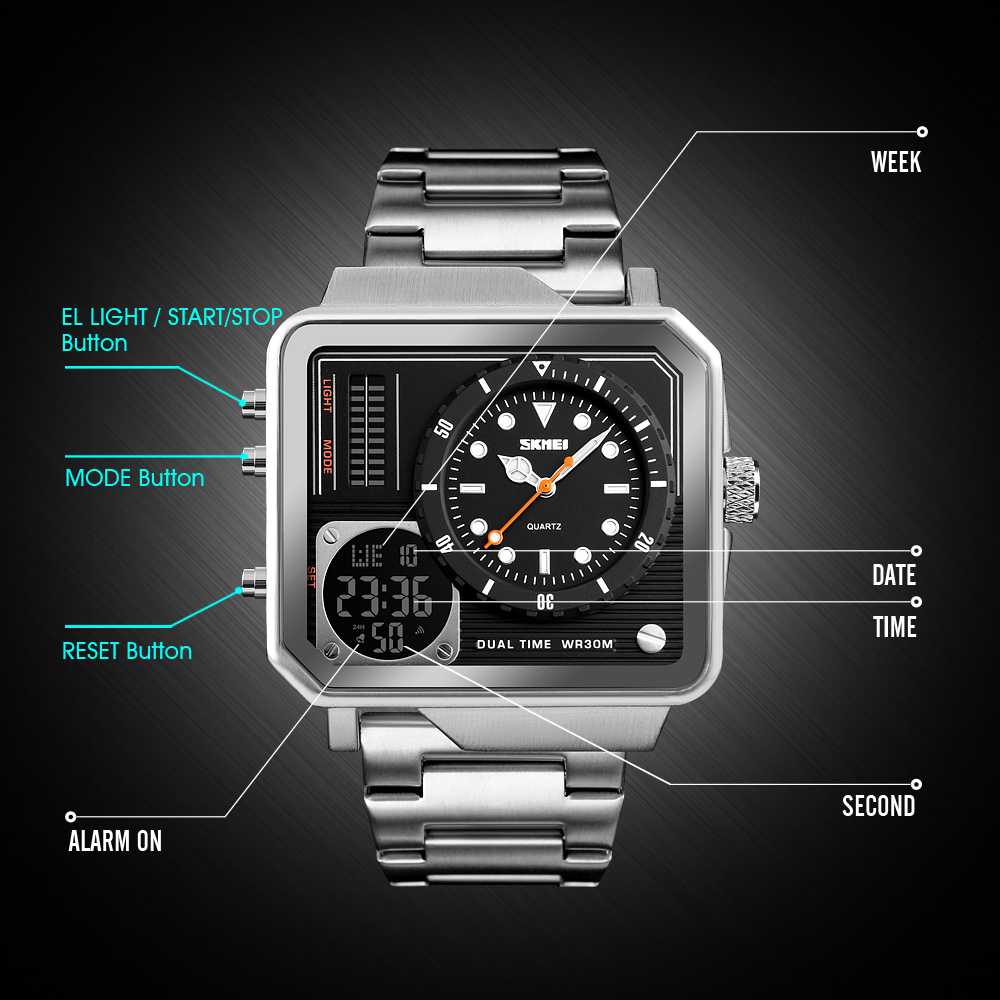 WEEK
EL LIGHT / START/STOP
Button
LIGHT
MODE
50
SKMEI
MODE Button
QUARTZ
40
20
30
SET
WE 10
23:36
24H
50
DATE
TIME
DUAL TIME WR30M
RESET Button
SECOND
ALARM ON